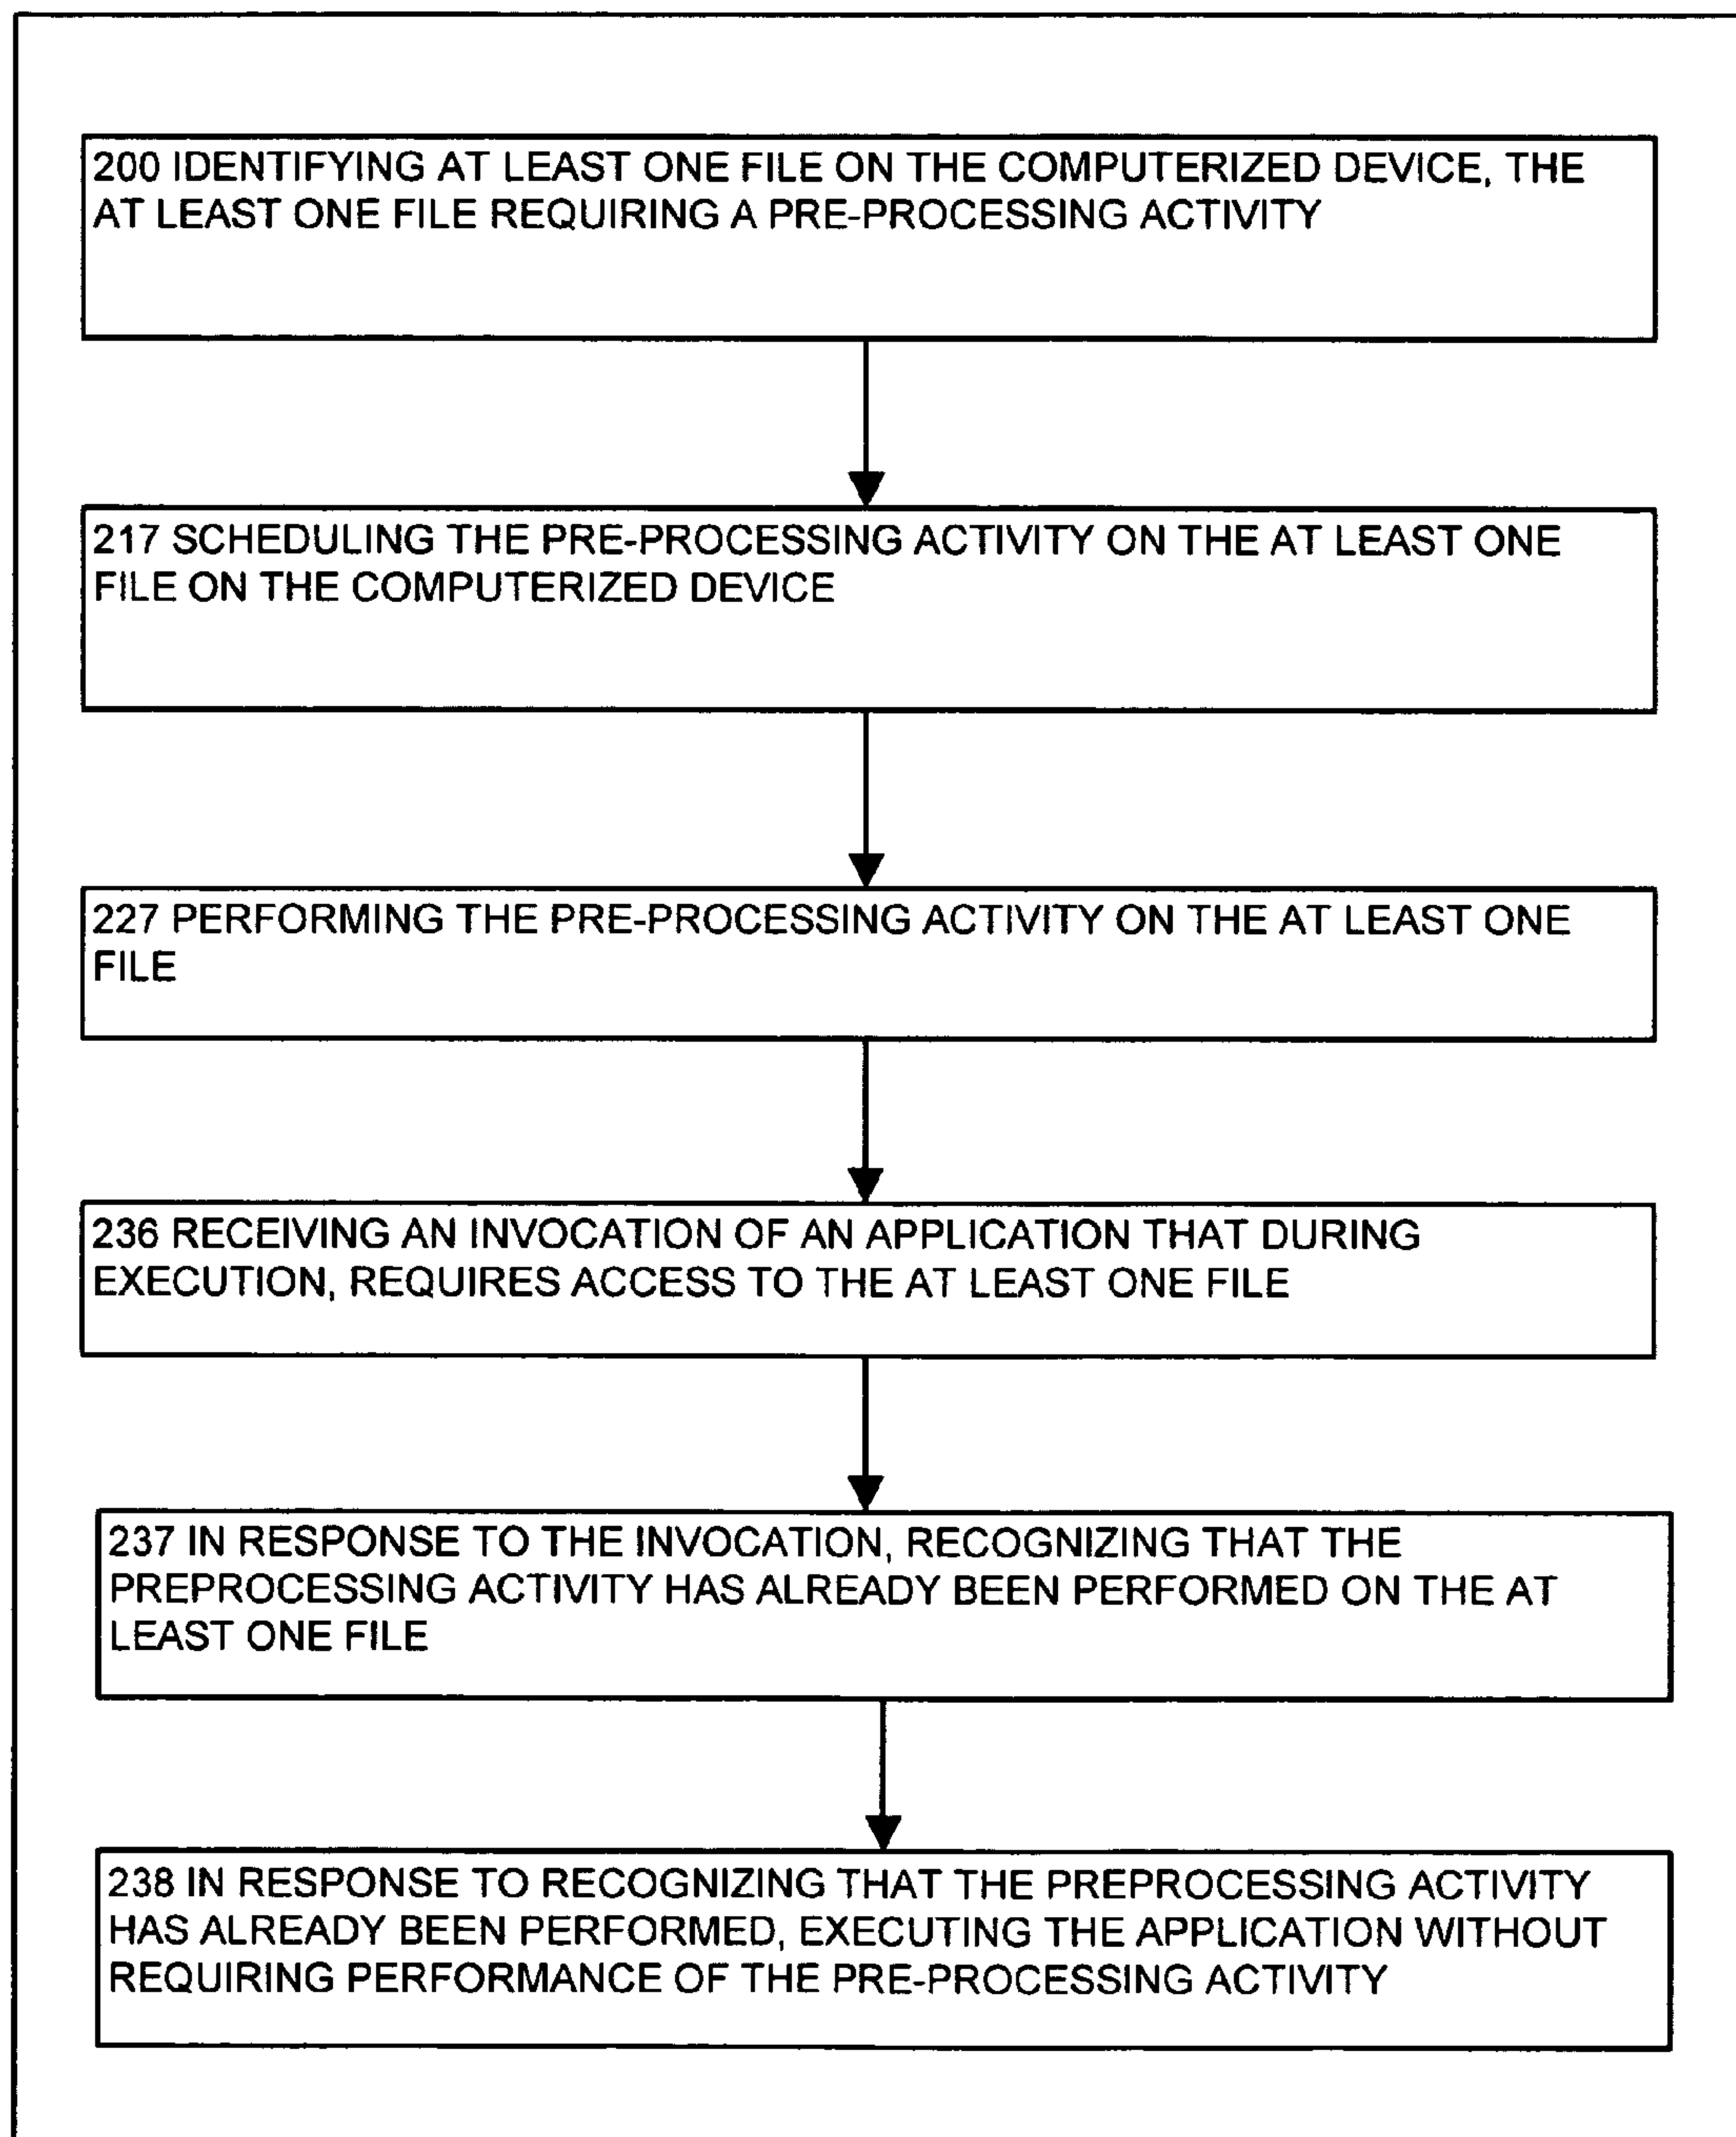 200 IDENTIFYING AT LEAST ONE FILE ON THE COMPUTERIZED DEVICE, THE
AT LEAST ONE FILE REQUIRING A PRE-PROCESSING ACTIVITY
217 SCHEDULING THE PRE-PROCESSING ACTIVITY ON THE AT LEAST ONE
FILE ON THE COMPUTERIZED DEVICE
227 PERFORMING THE PRE-PROCESSING ACTIVITY ON THE AT LEAST ONE
FILE
236 RECEIVING AN INVOCATION OF AN APPLICATION THAT DURING
EXECUTION, REQUIRES ACCESS TO THE AT LEAST ONE FILE
237 IN RESPONSE TO THE INVOCATION, RECOGNIZING THAT THE
PREPROCESSING ACTIVITY HAS ALREADY BEEN PERFORMED ON THE AT
LEAST ONE FILE
238 IN RESPONSE TO RECOGNIZING THAT THE PREPROCESSING ACTIVITY
HAS ALREADY BEEN PERFORMED, EXECUTING THE APPLICATION WITHOUT
REQUIRING PERFORMANCE OF THE PRE-PROCESSING ACTIVITY